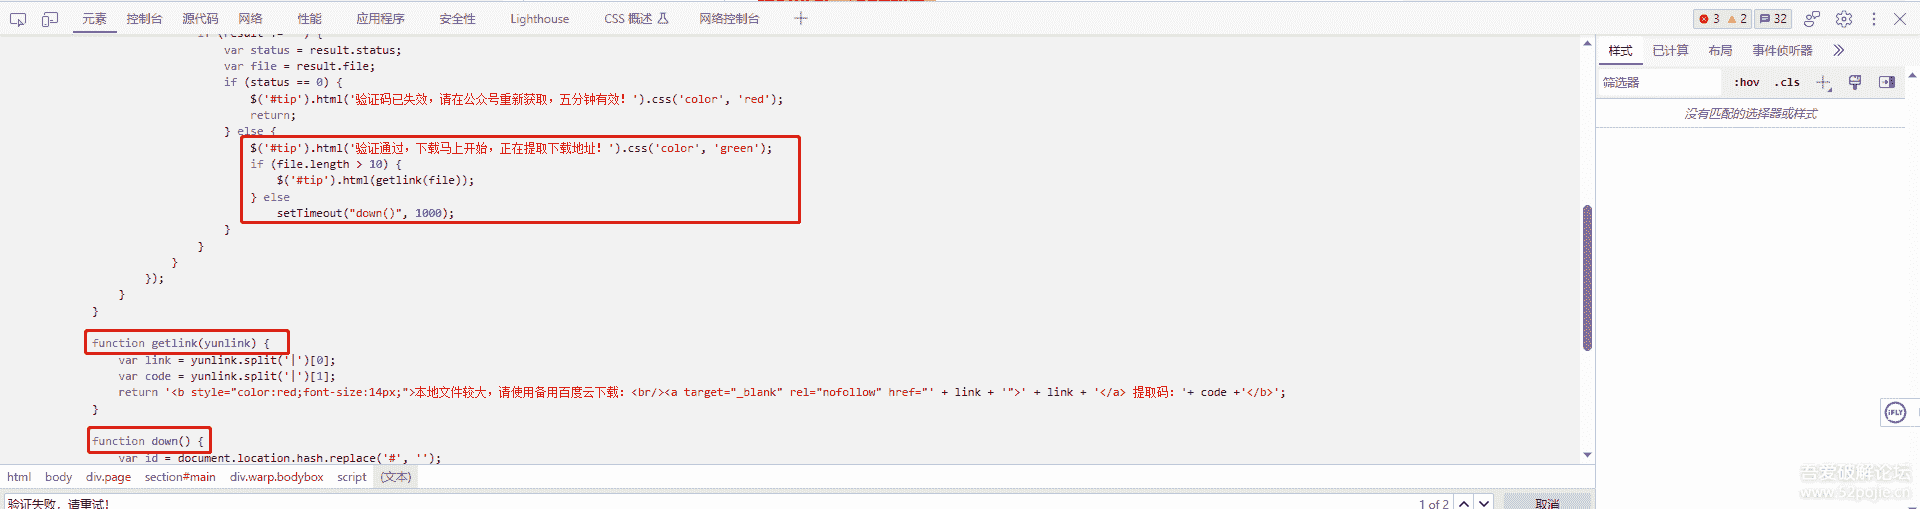 元素 控制台 源代码 网络 性能 应用程序 安全性 Lighthouse CSS 概述 网络控制台 3 2 32
var status = result.status;
var file = result.file;
if (status == 0) {
$('#tip').html('验证码已失效，请在公众号重新获取，五分钟有效！').css('color', 'red');
return;
} else {
$('#tip').html('验证通过，下载马上开始，正在提取下载地址！').css('color', 'green');
if (file.length > 10) {
$('#tip').html(getlink(file));
} else
setTimeout("down()", 1000);
}
}
}
});
}
}
function getlink(yunlink) {
var link = yunlink.split('|')[0];
var code = yunlink.split('|')[1];
return '<b style="color:red;font-size:14px;">本地文件较大，请使用备用百度云下载：<br/><a target="_blank" rel="nofollow" href="' + link + '">' + link + '</a> 提取码：'+ code +'</b>';
}
function down() {
var id = document.location.hash.replace('#', '');
html body div.page section#main div.warp.bodybox script (文本)
验证失败，请重试！ 1 of 2 取消
样式 已计算 布局 事件侦听器
筛选器 :hov .cls
没有匹配的选择器或样式
iFLY
吾爱破解论坛
www.52pojie.cn